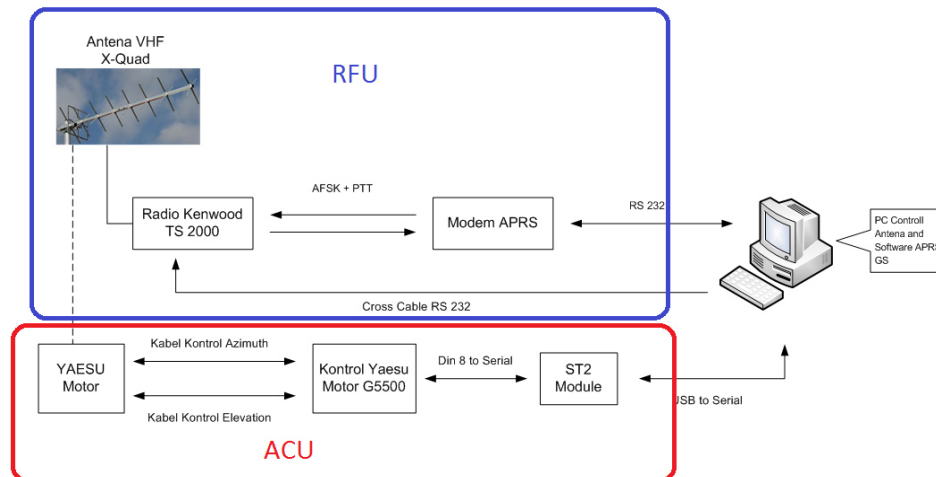 Antena VHF
X-Quad
RFU
AFSK + PTT
Radio Kenwood
TS 2000
Modem APRS
RS 232
PC Controll
Antena and
Software APRS
GS
Cross Cable RS 232
YAESU
Motor
Kabel Kontrol Azimuth
Kontrol Yaesu
Motor G5500
Din 8 to Serial
ST2
Module
USB to Serial
Kabel Kontrol Elevation
ACU